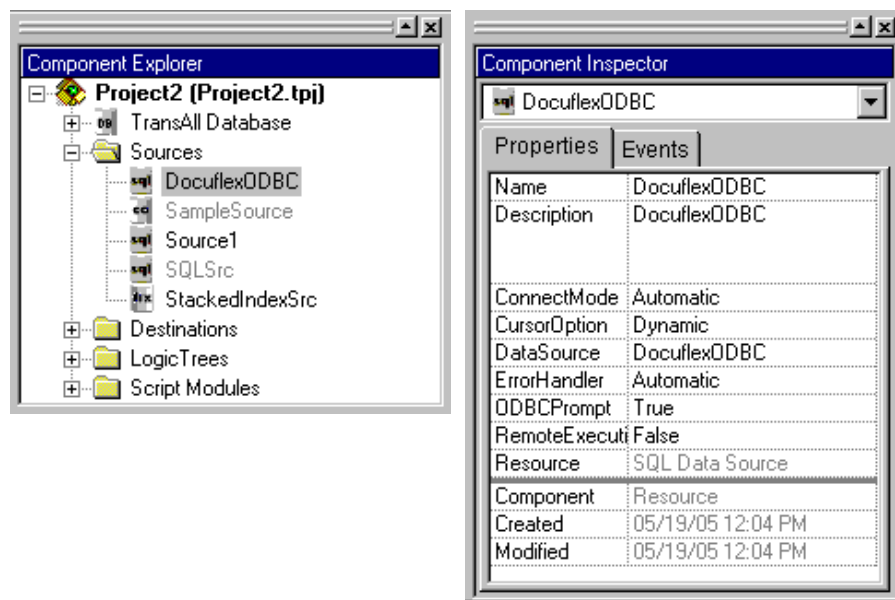 Component Explorer
Project2 (Project2.tpj)
TransAll Database
Sources
DocuflexODBC
SampleSource
Source1
SQLSrc
StackedIndexSrc
Destinations
LogicTrees
Script Modules
Component Inspector
DocuflexODBC
Properties Events
Name DocuflexODBC
Description DocuflexODBC
ConnectMode Automatic
CursorOption Dynamic
DataSource DocuflexODBC
ErrorHandler Automatic
ODBCPrompt True
RemoteExecuti False
Resource SQL Data Source
Component Resource
Created 05/19/05 12:04 PM
Modified 05/19/05 12:04 PM